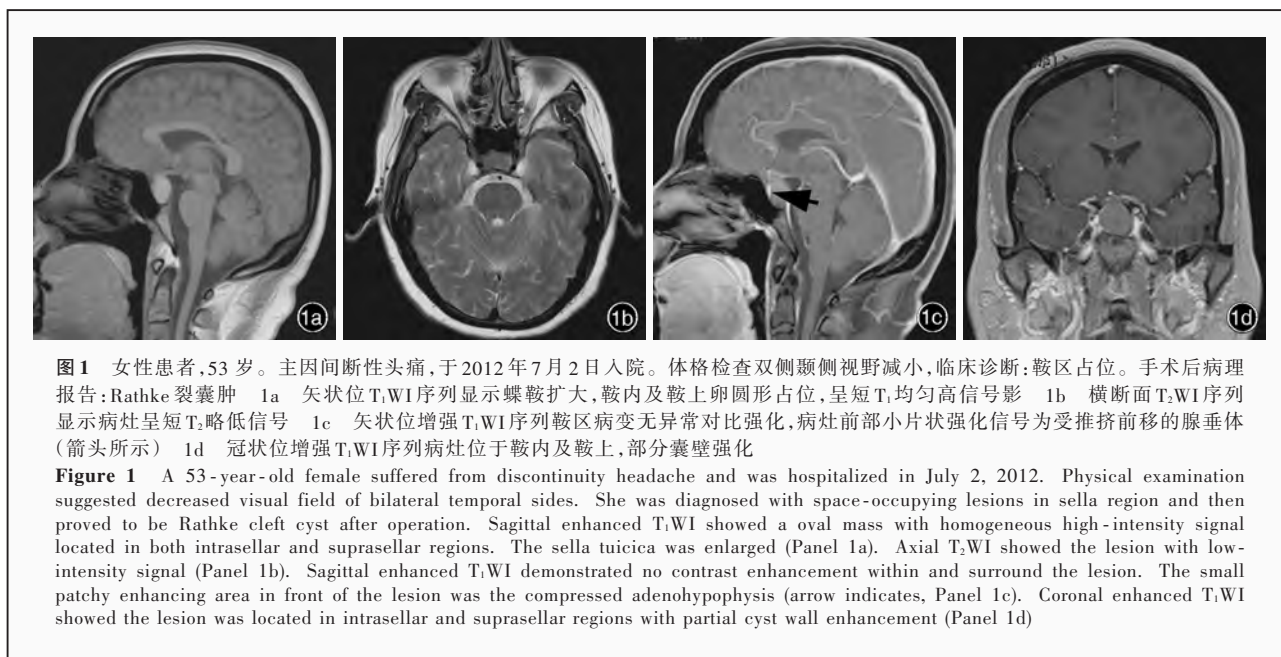 1a
1b
1c
1d
图1 女性患者,53 岁。主因间断性头痛,于2012年7月2日入院。体格检查双侧颞侧视野减小,临床诊断:鞍区占位。手术后病理
报告:Rathke 裂囊肿 1a 矢状位T₁WI序列显示蝶鞍扩大,鞍内及鞍上卵圆形占位,呈短T₁均匀高信号影 1b 横断面T₂WI序列
显示病灶呈短T₂略低信号 1c 矢状位增强T₁WI序列鞍区病变无异常对比强化,病灶前部小片状强化信号为受推挤前移的腺垂体
(箭头所示) 1d 冠状位增强T₁WI序列病灶位于鞍内及鞍上,部分囊壁强化
Figure 1 A 53-year-old female suffered from discontinuity headache and was hospitalized in July 2, 2012. Physical examination
suggested decreased visual field of bilateral temporal sides. She was diagnosed with space-occupying lesions in sella region and then
proved to be Rathke cleft cyst after operation. Sagittal enhanced T₁WI showed a oval mass with homogeneous high-intensity signal
located in both intrasellar and suprasellar regions. The sella tuicica was enlarged (Panel 1a). Axial T₂WI showed the lesion with low-
intensity signal (Panel 1b). Sagittal enhanced T₁WI demonstrated no contrast enhancement within and surround the lesion. The small
patchy enhancing area in front of the lesion was the compressed adenohypophysis (arrow indicates, Panel 1c). Coronal enhanced T₁WI
showed the lesion was located in intrasellar and suprasellar regions with partial cyst wall enhancement (Panel 1d)